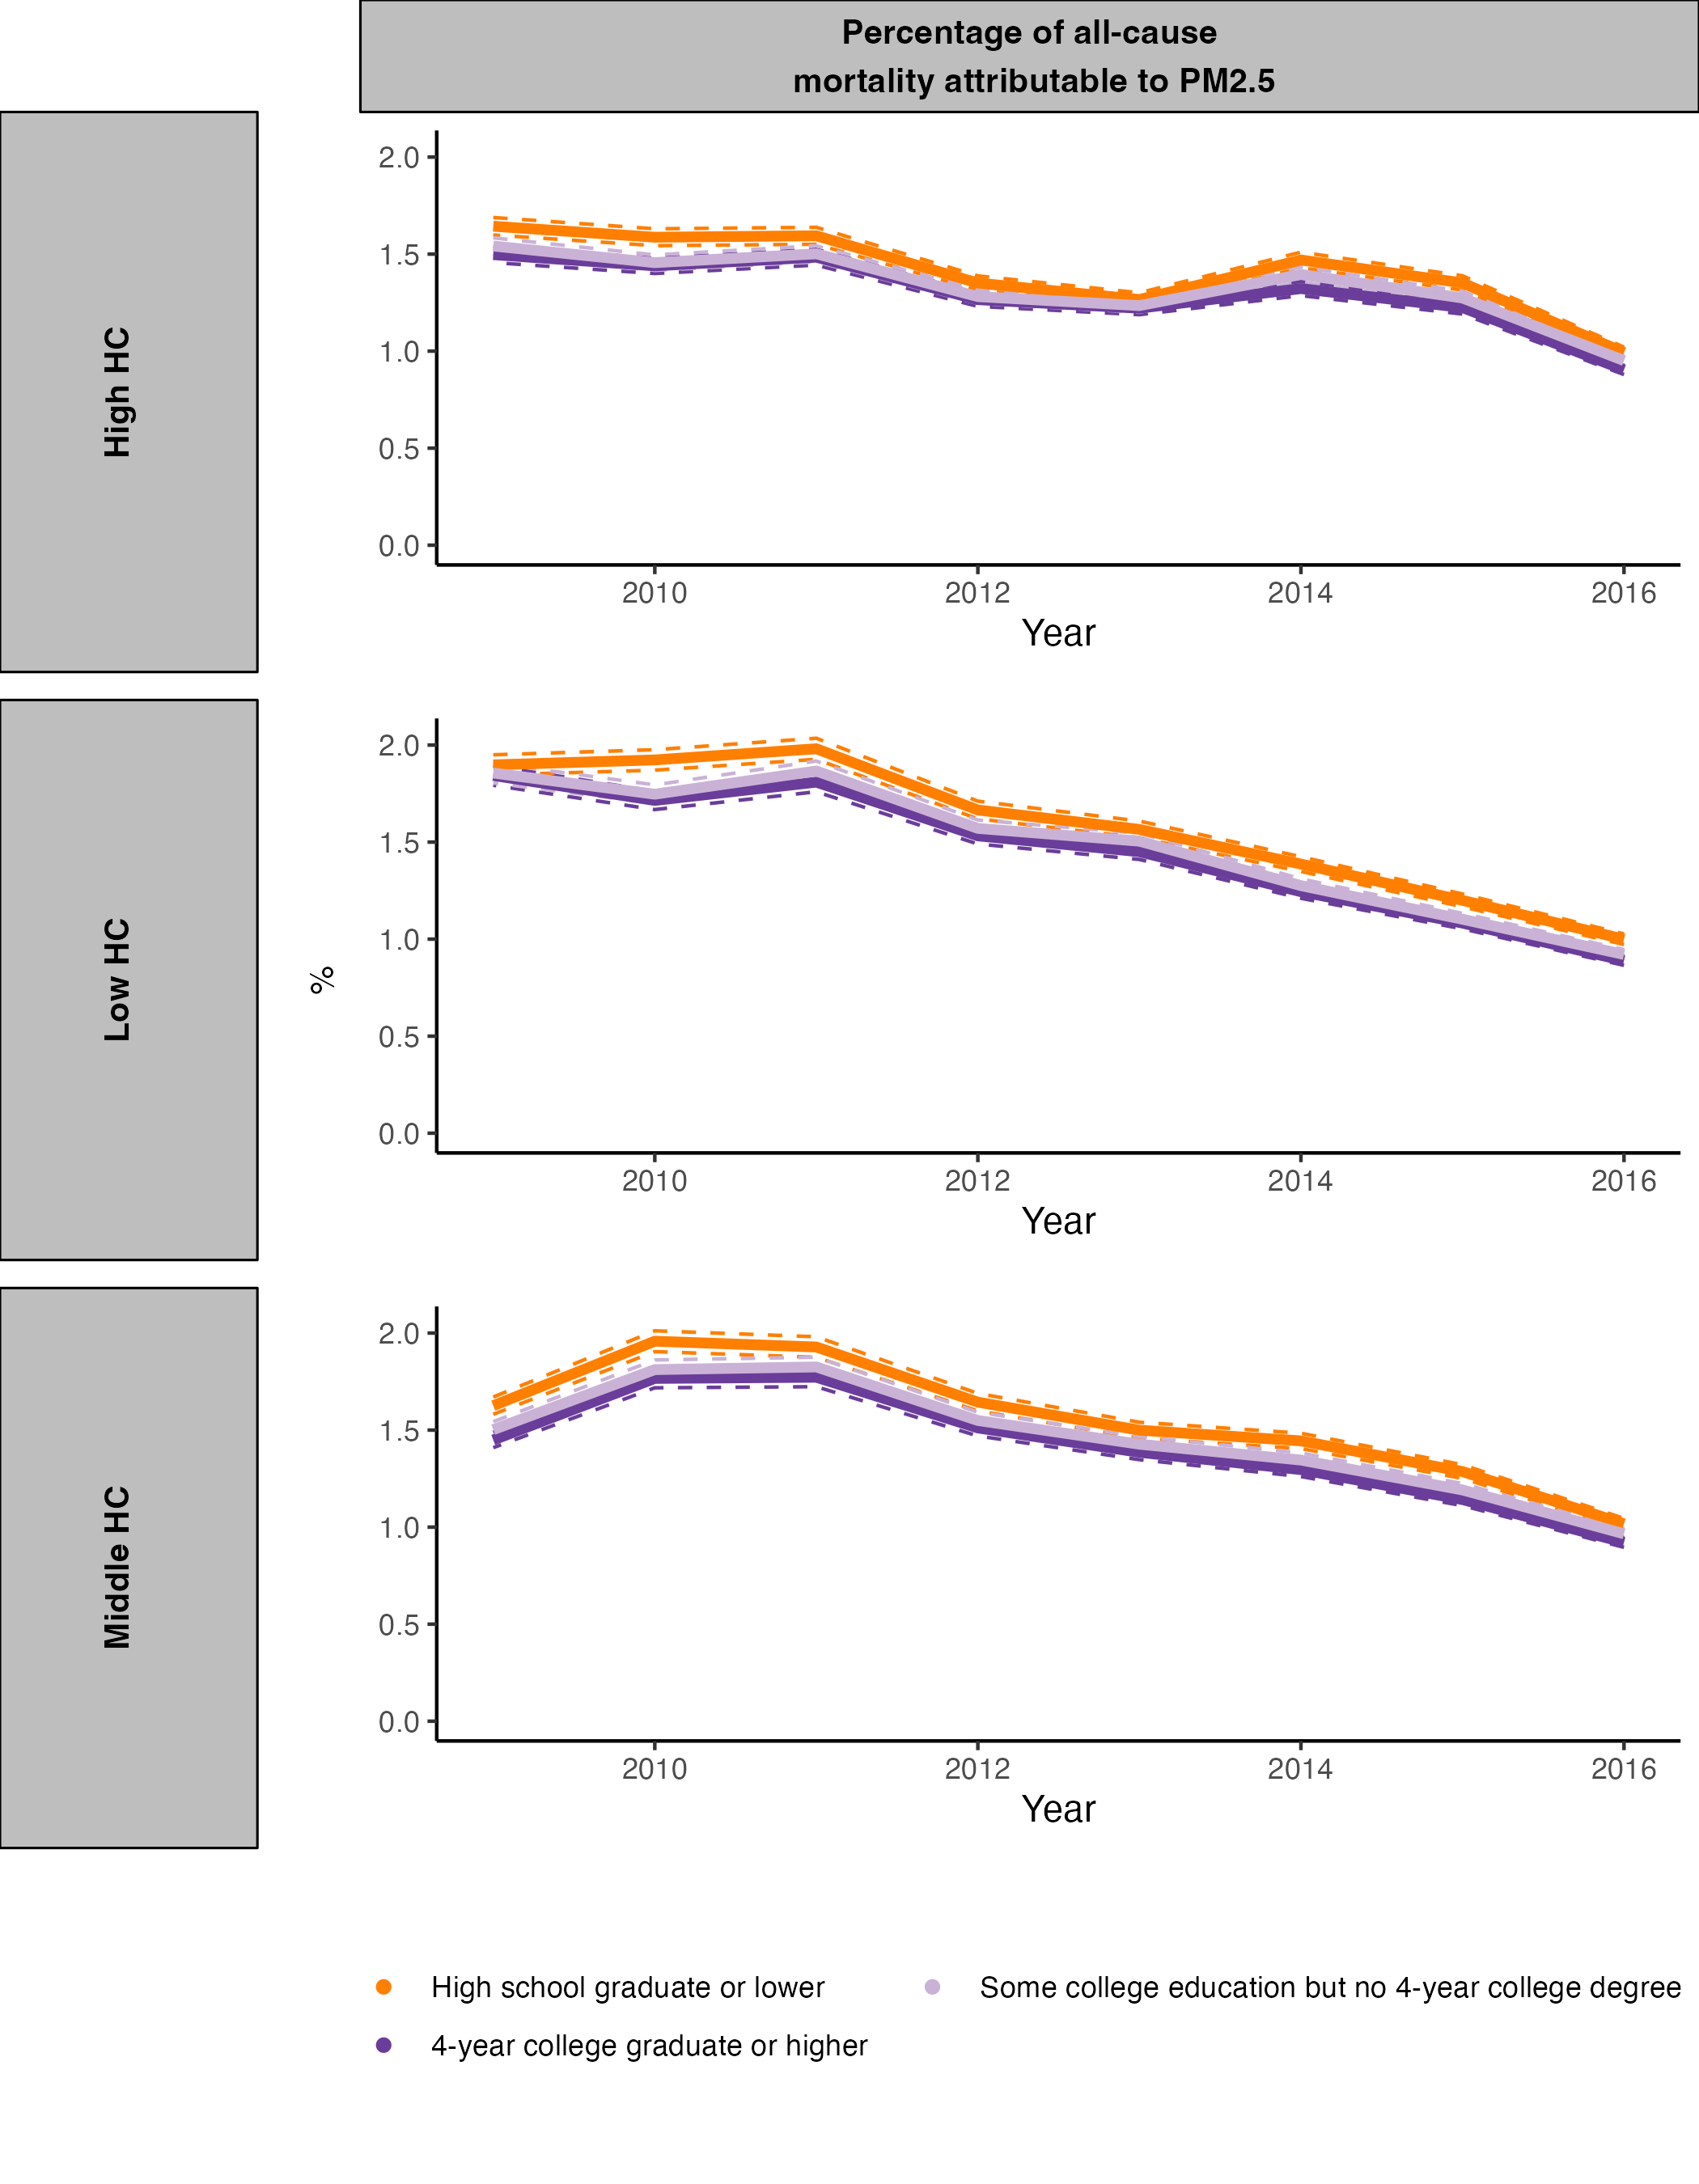 Percentage of all-cause
mortality attributable to PM2.5
High HC
2.0
1.5
1.0
0.5
0.0
2010 2012 2014 2016
Year
Low HC
%
2.0
1.5
1.0
0.5
0.0
2010 2012 2014 2016
Year
Middle HC
2.0
1.5
1.0
0.5
0.0
2010 2012 2014 2016
Year
High school graduate or lower
Some college education but no 4-year college degree
4-year college graduate or higher